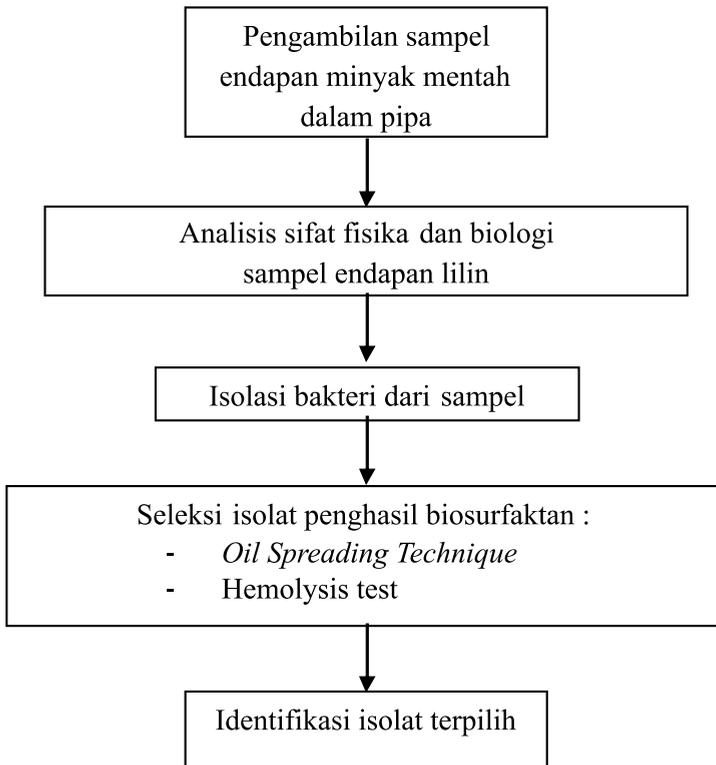 Pengambilan sampel
endapan minyak mentah
dalam pipa
Analisis sifat fisika dan biologi
sampel endapan lilin
Isolasi bakteri dari sampel
Seleksi isolat penghasil biosurfaktan :
- Oil Spreading Technique
- Hemolysis test
Identifikasi isolat terpilih